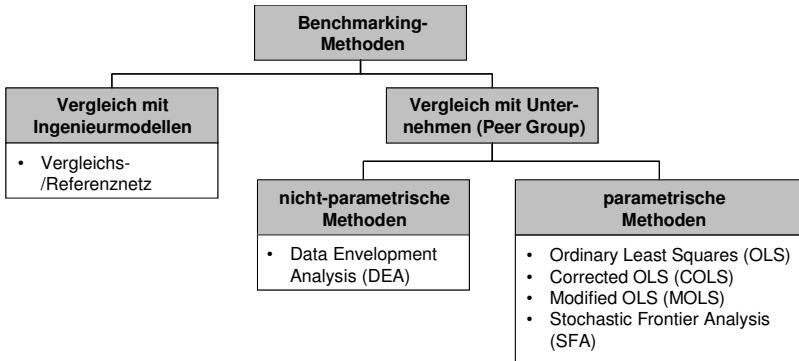 Benchmarking-
Methoden
Vergleich mit
Ingenieurmodellen
• Vergleichs-
/Referenznetz
Vergleich mit Unter-
nehmen (Peer Group)
nicht-parametrische
Methoden
• Data Envelopment
Analysis (DEA)
parametrische
Methoden
• Ordinary Least Squares (OLS)
• Corrected OLS (COLS)
• Modified OLS (MOLS)
• Stochastic Frontier Analysis
(SFA)